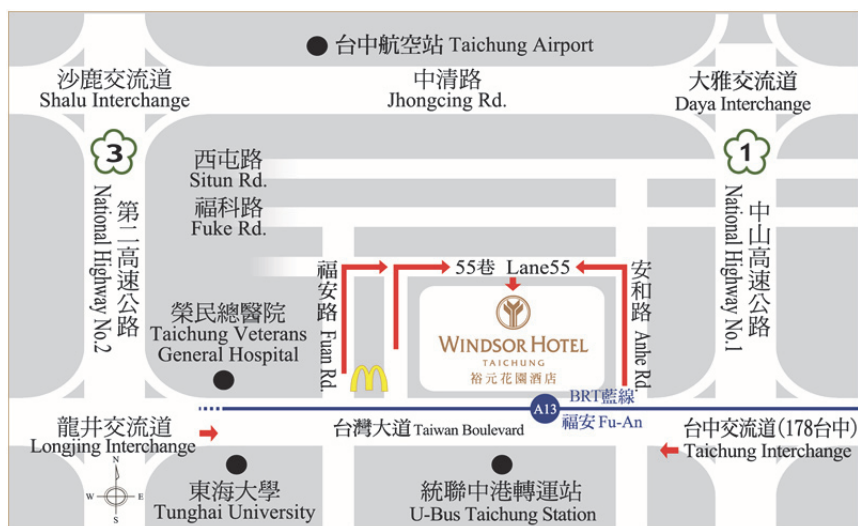 台中航空站 Taichung Airport
沙鹿交流道
Shalu Interchange
中清路
Jhongcing Rd.
大雅交流道
Daya Interchange
3
1
西屯路
Situn Rd.
福科路
Fuke Rd.
第二高速公路
National Highway No.2
中山高速公路
National Highway No.1
福安路
Fuan Rd.
55巷 Lane55
安和路
Anhe Rd
WINDSOR HOTEL
TAICHUNG
裕元花園酒店
榮民總醫院
Taichung Veterans
General Hospital
A13
BRT藍線
福安 Fu-An
龍井交流道
Longjing Interchange
台灣大道 Taiwan Boulevard
台中交流道(178台中)
Taichung Interchange
N
W
E
S
東海大學
Tunghai University
統聯中港轉運站
U-Bus Taichung Station